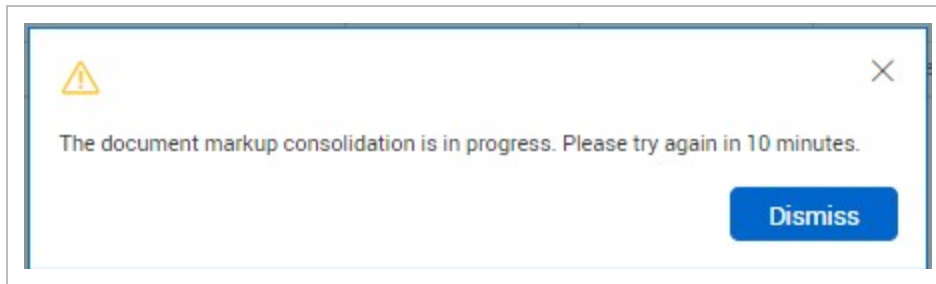 The document markup consolidation is in progress. Please try again in 10 minutes.
Dismiss